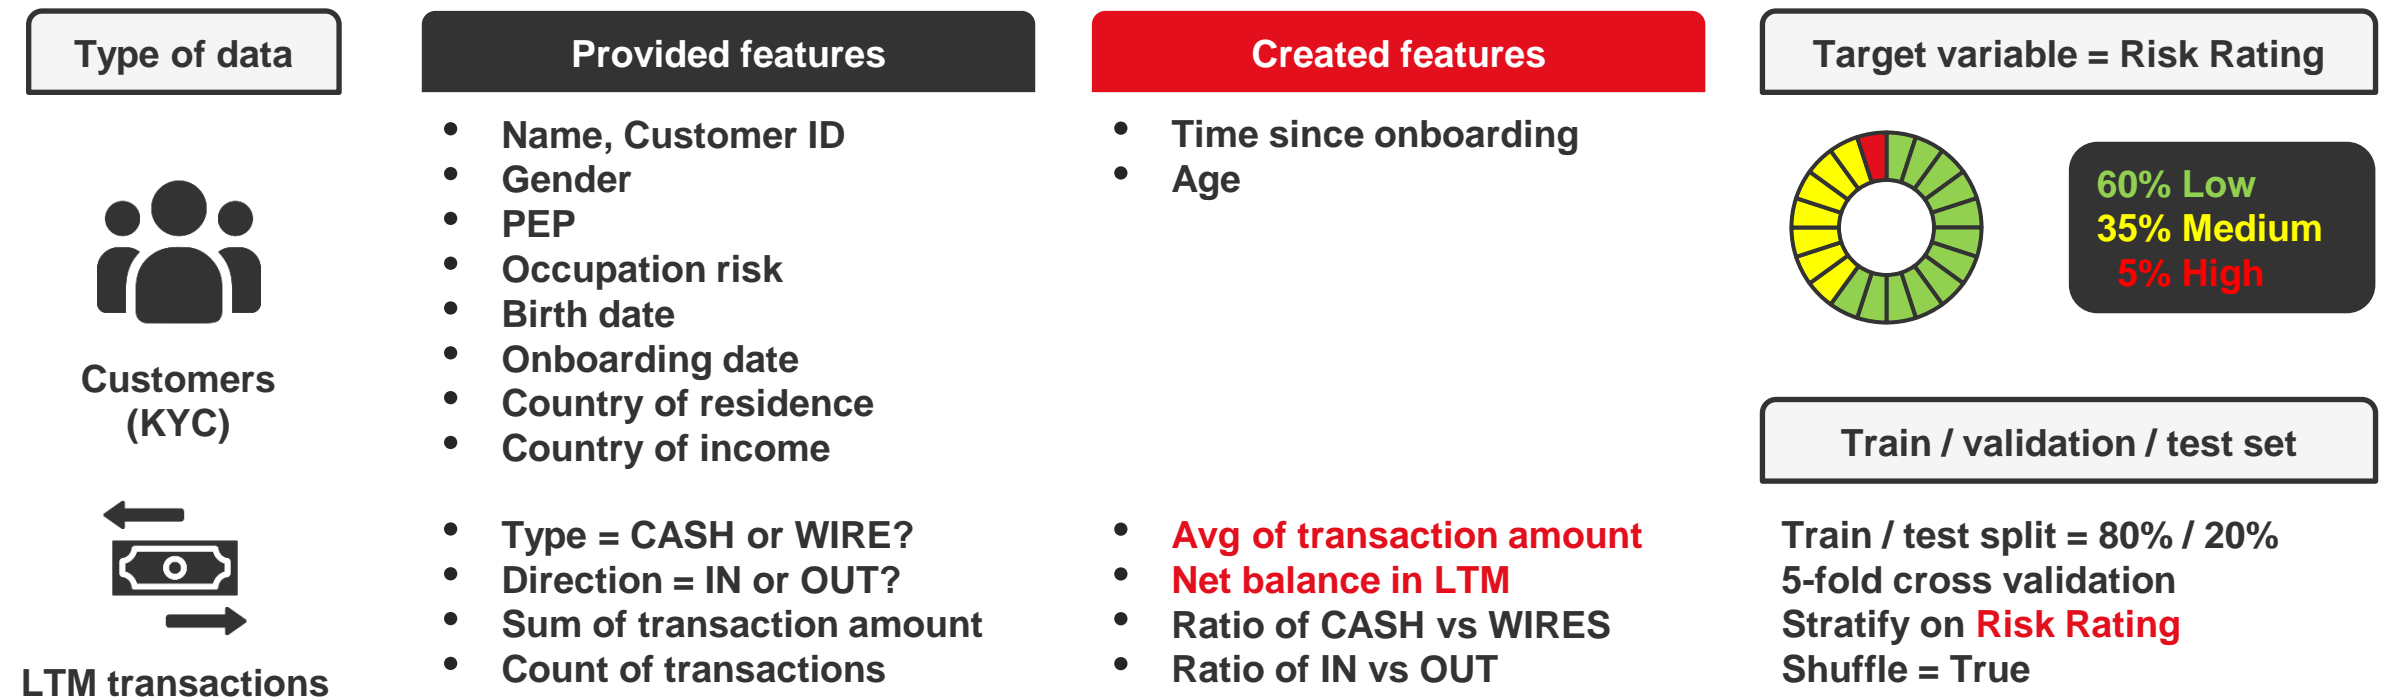 Type of data
Provided features
Created features
Target variable = Risk Rating
Customers
(KYC)
• Name, Customer ID
• Gender
• PEP
• Occupation risk
• Birth date
• Onboarding date
• Country of residence
• Country of income
• Time since onboarding
• Age
60% Low
35% Medium
5% High
Train / validation / test set
LTM transactions
• Type = CASH or WIRE?
• Direction = IN or OUT?
• Sum of transaction amount
• Count of transactions
• Avg of transaction amount
• Net balance in LTM
• Ratio of CASH vs WIRES
• Ratio of IN vs OUT
Train / test split = 80% / 20%
5-fold cross validation
Stratify on Risk Rating
Shuffle = True